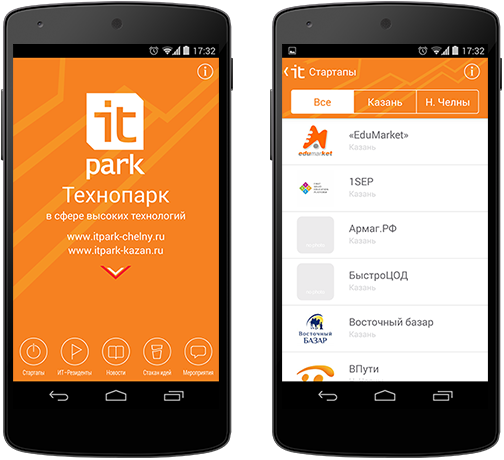 17:32
it
park
Технопарк
в сфере высоких технологий
www.itpark-chelny.ru
www.itpark-kazan.ru
Стартапы
ИТ-Резиденты
Новости
Стакан идей
Мероприятия
17:32
it Стартапы
Все
Казань
Н. Челны
edumarket
«EduMarket»
Казань
1SEP
Казань
Армаг.РФ
Казань
БыстроЦОД
Казань
Восточный
БАЗАР
Восточный базар
Казань
ВПути